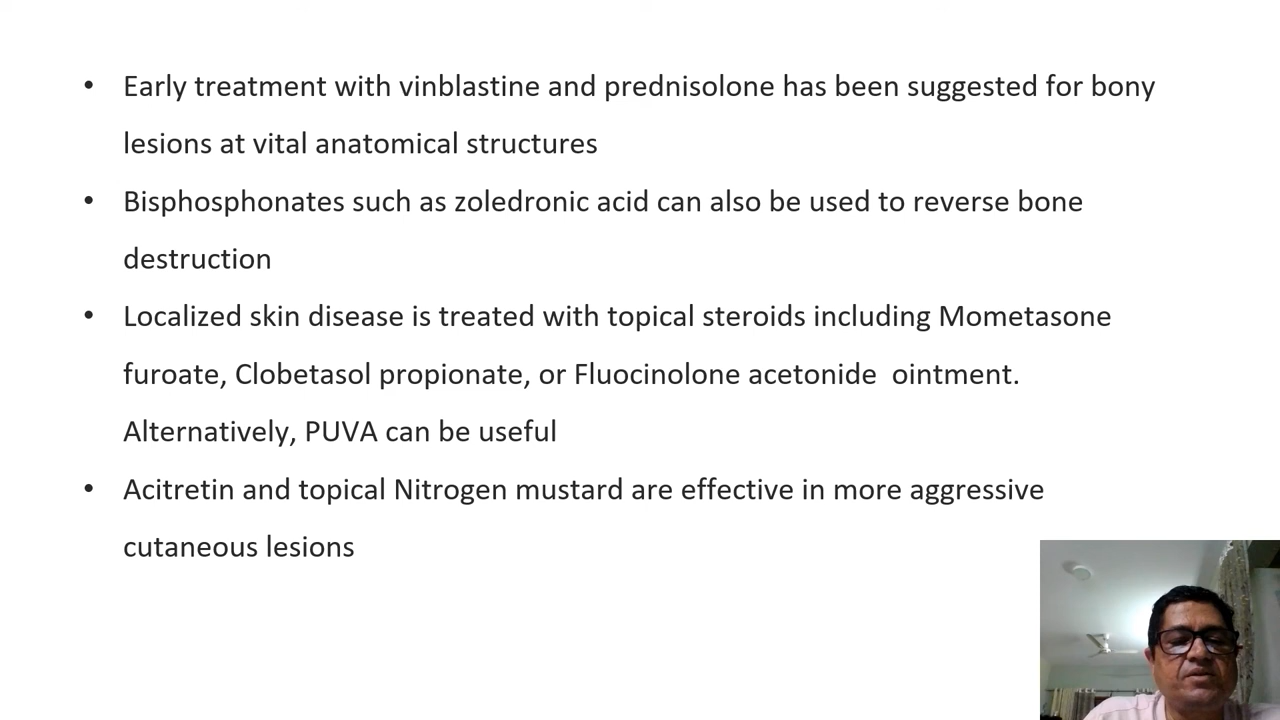 • Early treatment with vinblastine and prednisolone has been suggested for bony
lesions at vital anatomical structures
• Bisphosphonates such as zoledronic acid can also be used to reverse bone
destruction
• Localized skin disease is treated with topical steroids including Mometasone
furoate, Clobetasol propionate, or Fluocinolone acetonide  ointment.
Alternatively, PUVA can be useful
• Acitretin and topical Nitrogen mustard are effective in more aggressive
cutaneous lesions